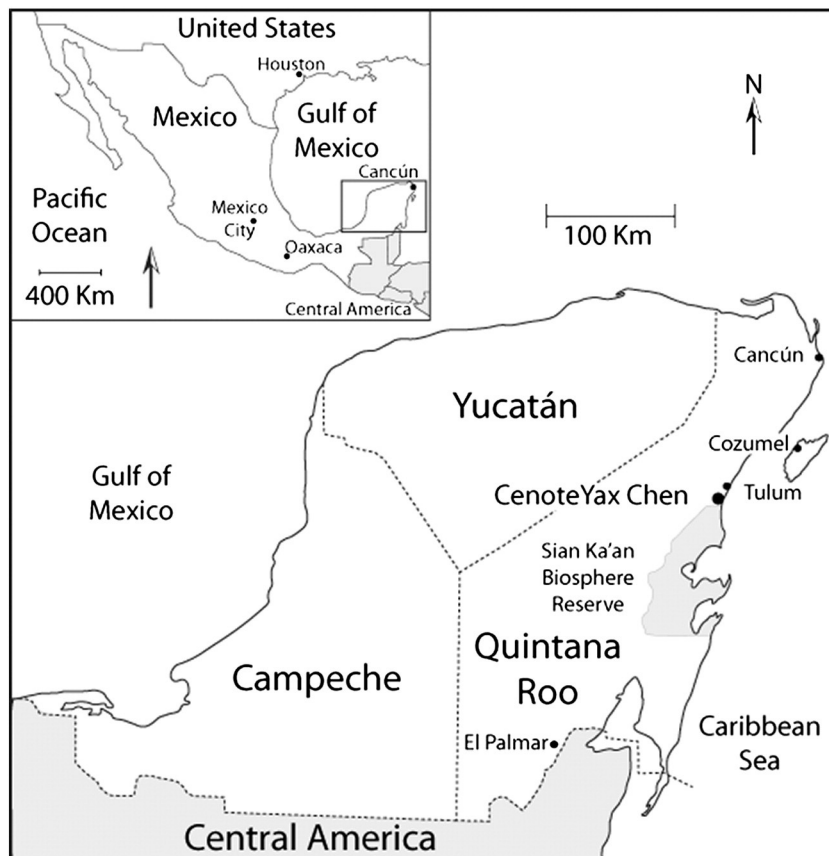 United States
Houston
Mexico
Gulf of
Mexico
Cancún
Pacific
Ocean
Mexico
City
Oaxaca
400 Km
Central America
N
100 Km
Cancún
Yucatán
Cozumel
Gulf of
Mexico
CenoteYax Chen
Tulum
Sian Ka'an
Biosphere
Reserve
Quintana
Roo
Campeche
El Palmar
Caribbean
Sea
Central America